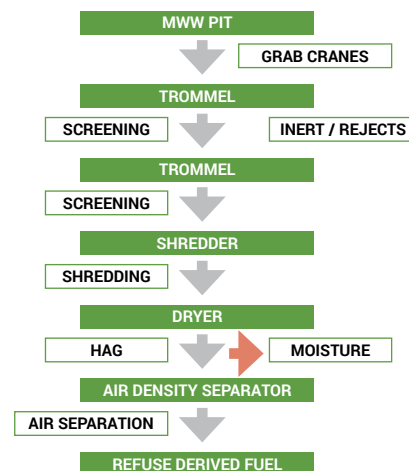 MWW PIT
GRAB CRANES
TROMMEL
SCREENING
INERT / REJECTS
TROMMEL
SCREENING
SHREDDER
SHREDDING
DRYER
HAG
MOISTURE
AIR DENSITY SEPARATOR
AIR SEPARATION
REFUSE DERIVED FUEL